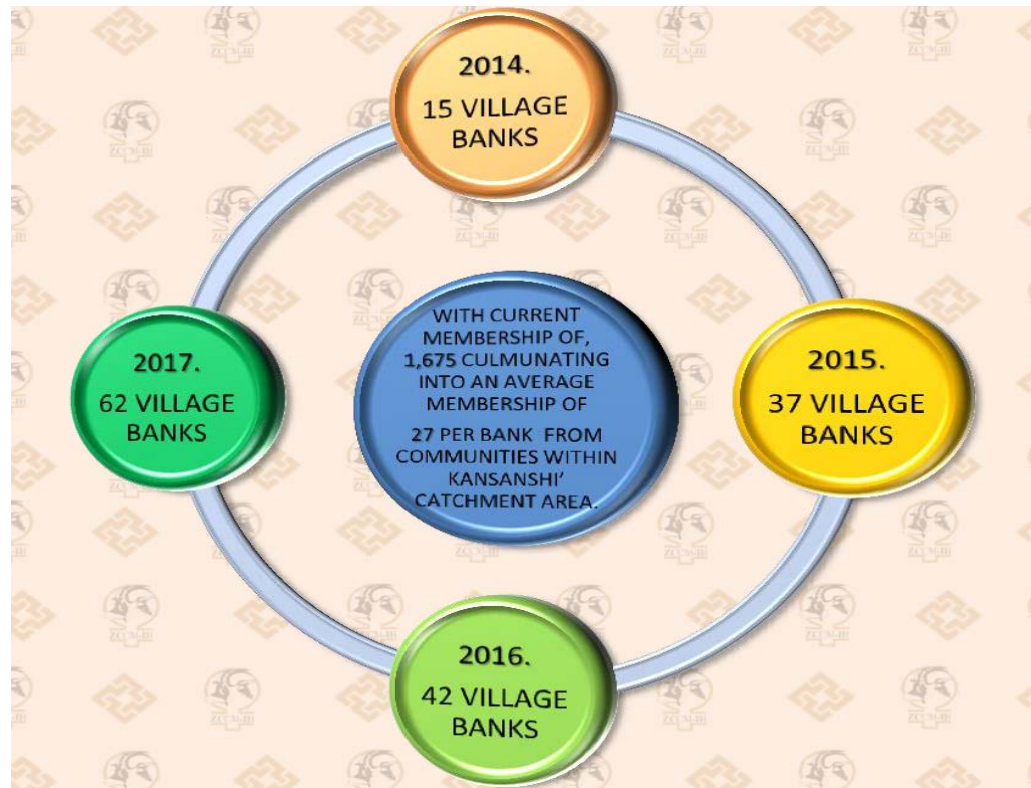 2014.
15 VILLAGE
BANKS
2015.
37 VILLAGE
BANKS
2016.
42 VILLAGE
BANKS
2017.
62 VILLAGE
BANKS
WITH CURRENT
MEMBERSHIP OF,
1,675 CULMUNATING
INTO AN AVERAGE
MEMBERSHIP OF
27 PER BANK FROM
COMMUNITIES WITHIN
KANSANSHI’
CATCHMENT AREA.